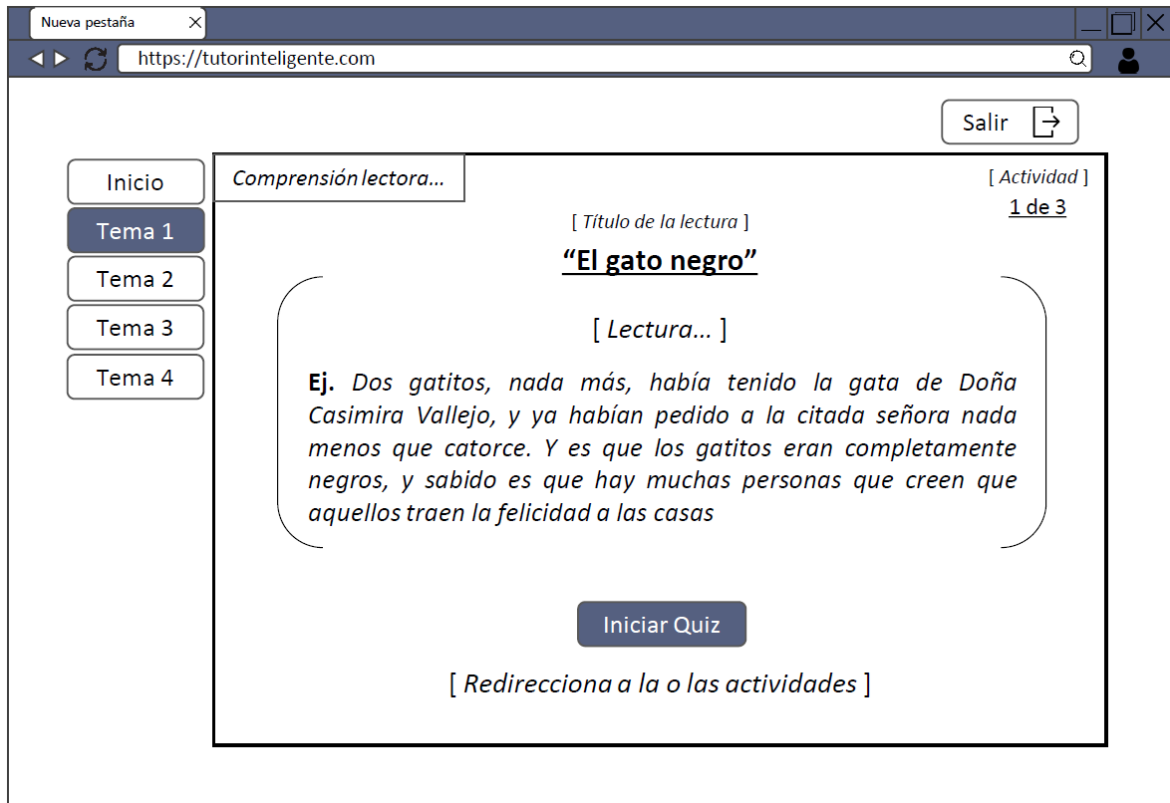 Nueva pestaña
https://tutorinteligente.com
Salir
Inicio
Tema 1
Tema 2
Tema 3
Tema 4
Comprensión lectora...
[ Actividad ]
1 de 3
[ Título de la lectura ]
“El gato negro”
[ Lectura... ]
Ej. Dos gatitos, nada más, había tenido la gata de Doña
Casimira Vallejo, y ya habían pedido a la citada señora nada
menos que catorce. Y es que los gatitos eran completamente
negros, y sabido es que hay muchas personas que creen que
aquellos traen la felicidad a las casas
Iniciar Quiz
[ Redirecciona a la o las actividades ]